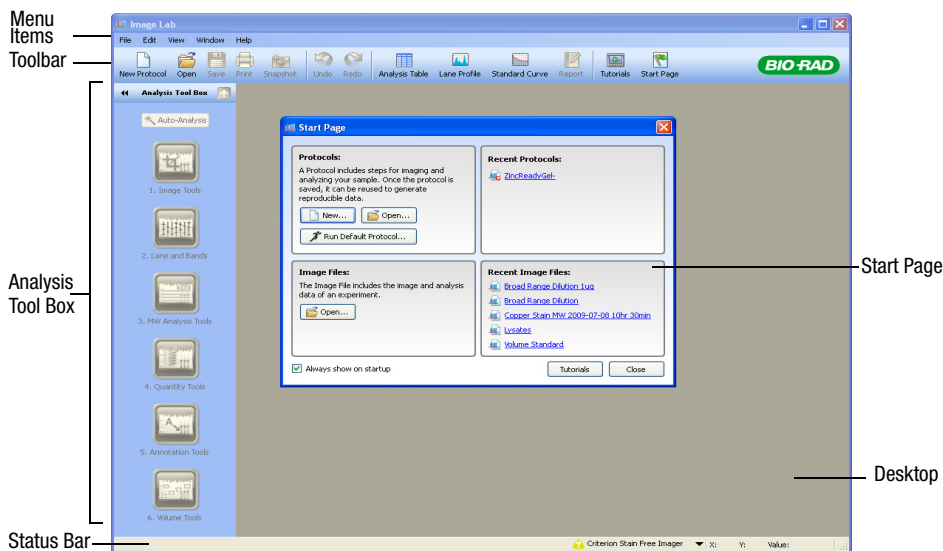 Menu
Items
Toolbar
Analysis
Tool Box
Status Bar
Start Page
Desktop
Image Lab
File Edit View Window Help
New Protocol Open Save Print Snapshot Undo Redo Analysis Table Lane Profile Standard Curve Report Tutorials Start Page
BIO-RAD
Analysis Tool Box
Auto-Analysis
1. Image Tools
2. Lane and Bands
3. MW Analysis Tools
4. Quantity Tools
5. Annotation Tools
6. Volume Tools
Start Page
Protocols:
A Protocol includes steps for imaging and
analyzing your sample. Once the protocol is
saved, it can be reused to generate
reproducible data.
New... Open...
Run Default Protocol...
Recent Protocols:
ZincReadyGel-
Image Files:
The Image File includes the image and analysis
data of an experiment.
Open...
Recent Image Files:
Broad Range Dilution 1ug
Broad Range Dilution
Copper Stain MW 2009-07-08 10hr 30min
Lysates
Volume Standard
Always show on startup
Tutorials Close
Criterion Stain Free Imager X: Y: Value: